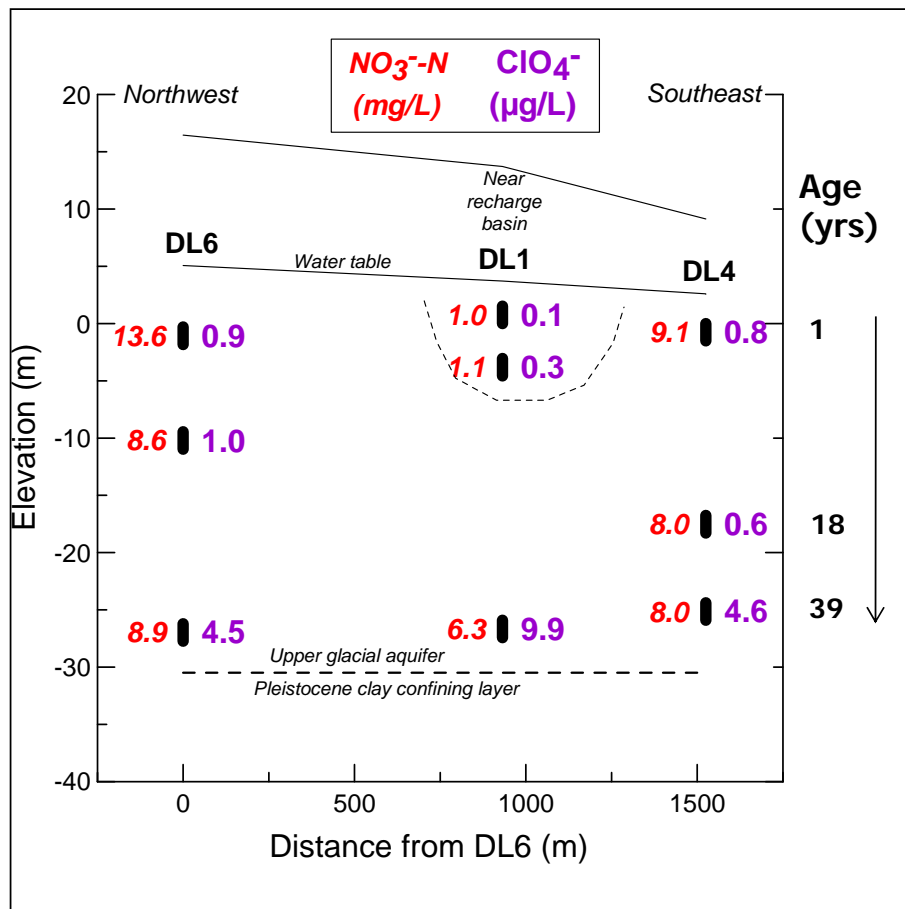 NO₃⁻-N ClO₄⁻
(mg/L) (µg/L)
Northwest
Southeast
20
10
0
-10
-20
-30
-40
Elevation (m)
Near
recharge
basin
Age
(yrs)
DL6
Water table
DL1
DL4
1.0 0.1
13.6 0.9
9.1 0.8
1
1.1 0.3
8.6 1.0
8.0 0.6
18
8.0 4.6
39
8.9 4.5
6.3 9.9
Upper glacial aquifer
Pleistocene clay confining layer
0 500 1000 1500
Distance from DL6 (m)